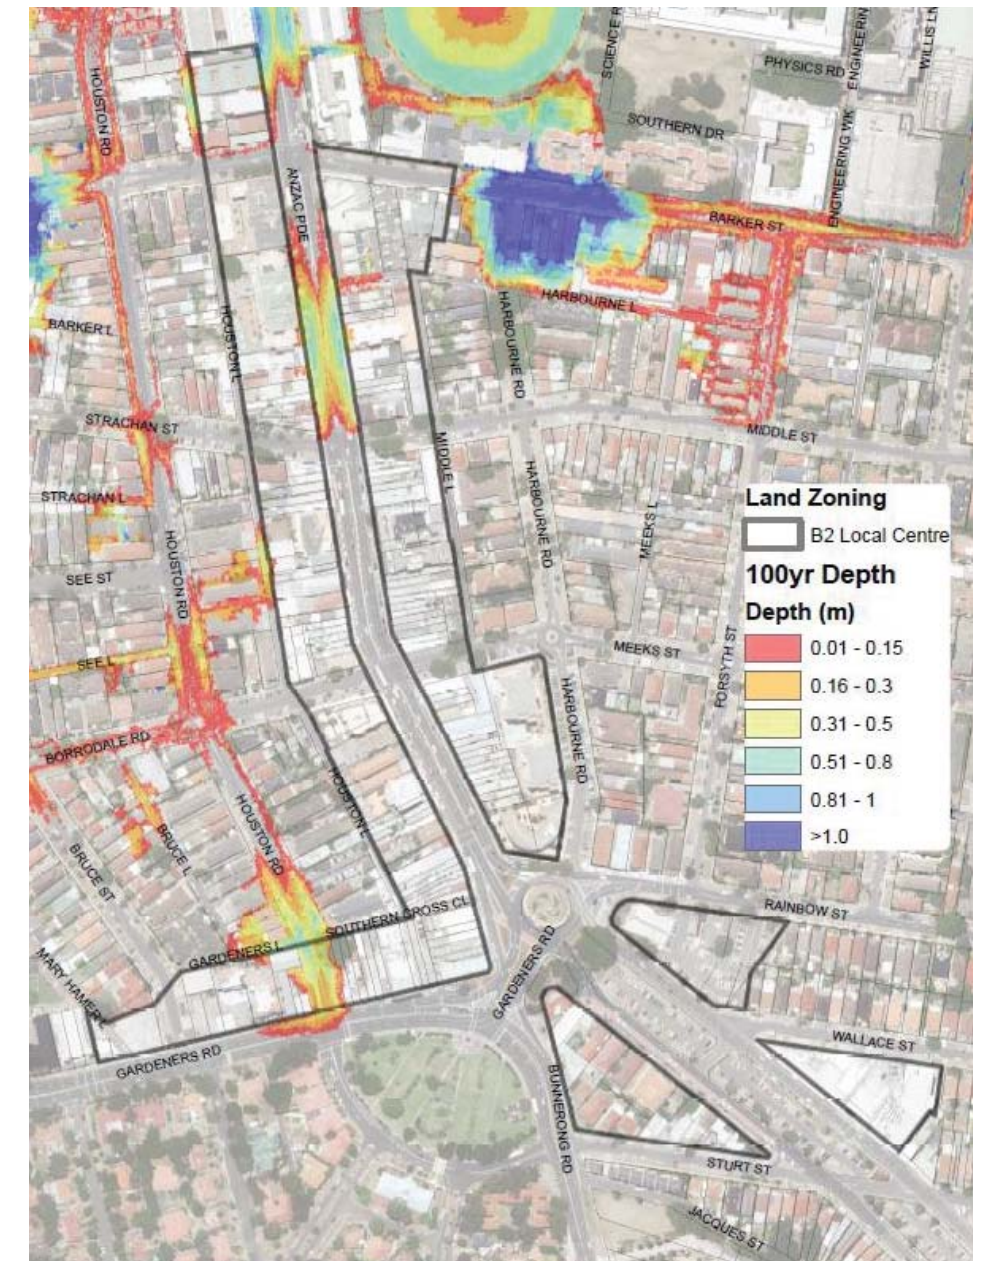 HOUSTON RD
SCIENCE R
PHYSICS RD
ENGINEERIN
WILLIS LN
SOUTHERN DR
ENGINEERING WK
ANZAC PDE
BARKER ST
HARBOURNE L
BARKER L
HOUSTON L
HARBOURNE RD
STRACHAN ST
MIDDLE ST
MIDDLE L
STRACHAN L
HARBOURNE RD
MEEKS L
HOUSTON RD
SEE ST
SEE L
MEEKS ST
FORSYTH ST
Land Zoning
B2 Local Centre
100yr Depth
Depth (m)
0.01 - 0.15
0.16 - 0.3
0.31 - 0.5
0.51 - 0.8
0.81 - 1
>1.0
BORRODALE RD
HARBOURNE RD
HOUSTON L
HOUSTON RD
BRUCE L
BRUCE ST
RAINBOW ST
SOUTHERN CROSS CL
GARDENERS L
MARY HAMER L
GARDENERS RD
WALLACE ST
GARDENERS RD
BUNNERONG RD
STURT ST
JACQUES ST